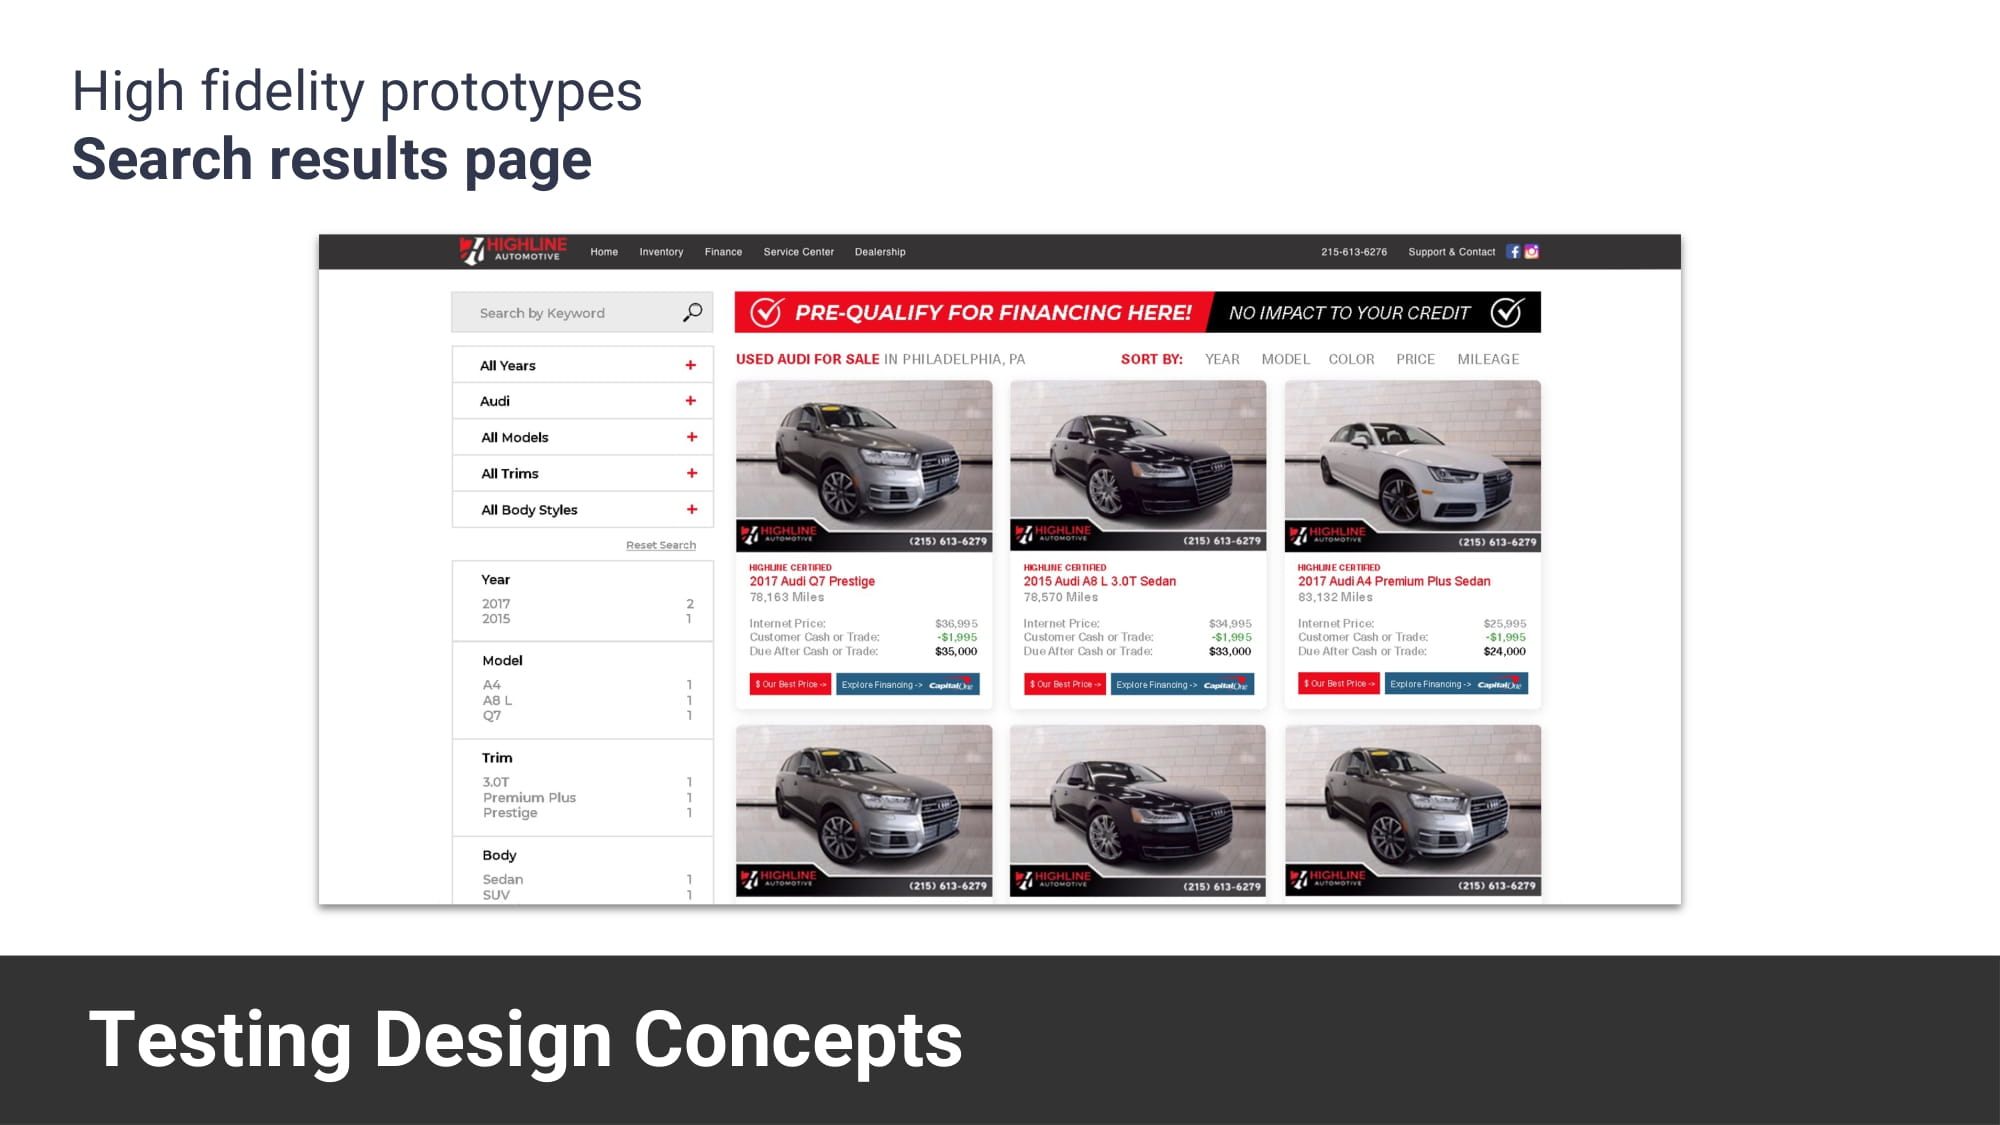 High fidelity prototypes
Search results page
HIGHLINE
AUTOMOTIVE
Home Inventory Finance Service Center Dealership
215-613-6276 Support & Contact
Search by Keyword
All Years +
Audi +
All Models +
All Trims +
All Body Styles +
Reset Search
Year
2017 2
2015 1
Model
A4 1
A8 L 1
Q7 1
Trim
3.0T 1
Premium Plus 1
Prestige 1
Body
Sedan 1
SUV 1
PRE-QUALIFY FOR FINANCING HERE! NO IMPACT TO YOUR CREDIT
USED AUDI FOR SALE IN PHILADELPHIA, PA
SORT BY: YEAR MODEL COLOR PRICE MILEAGE
HIGHLINE
AUTOMOTIVE
(215) 613-6279
HIGHLINE CERTIFIED
2017 Audi Q7 Prestige
78,163 Miles
Internet Price: $36,995
Customer Cash or Trade: -$1,995
Due After Cash or Trade: $35,000
$ Our Best Price -> Explore Financing -> CapitalOne
HIGHLINE
AUTOMOTIVE
(215) 613-6279
HIGHLINE CERTIFIED
2015 Audi A8 L 3.0T Sedan
78,570 Miles
Internet Price: $34,995
Customer Cash or Trade: -$1,995
Due After Cash or Trade: $33,000
$ Our Best Price -> Explore Financing -> CapitalOne
HIGHLINE
AUTOMOTIVE
(215) 613-6279
HIGHLINE CERTIFIED
2017 Audi A4 Premium Plus Sedan
83,132 Miles
Internet Price: $25,995
Customer Cash or Trade: -$1,995
Due After Cash or Trade: $24,000
$ Our Best Price -> Explore Financing -> CapitalOne
HIGHLINE
AUTOMOTIVE
(215) 613-6279
HIGHLINE
AUTOMOTIVE
(215) 613-6279
HIGHLINE
AUTOMOTIVE
(215) 613-6279
Testing Design Concepts